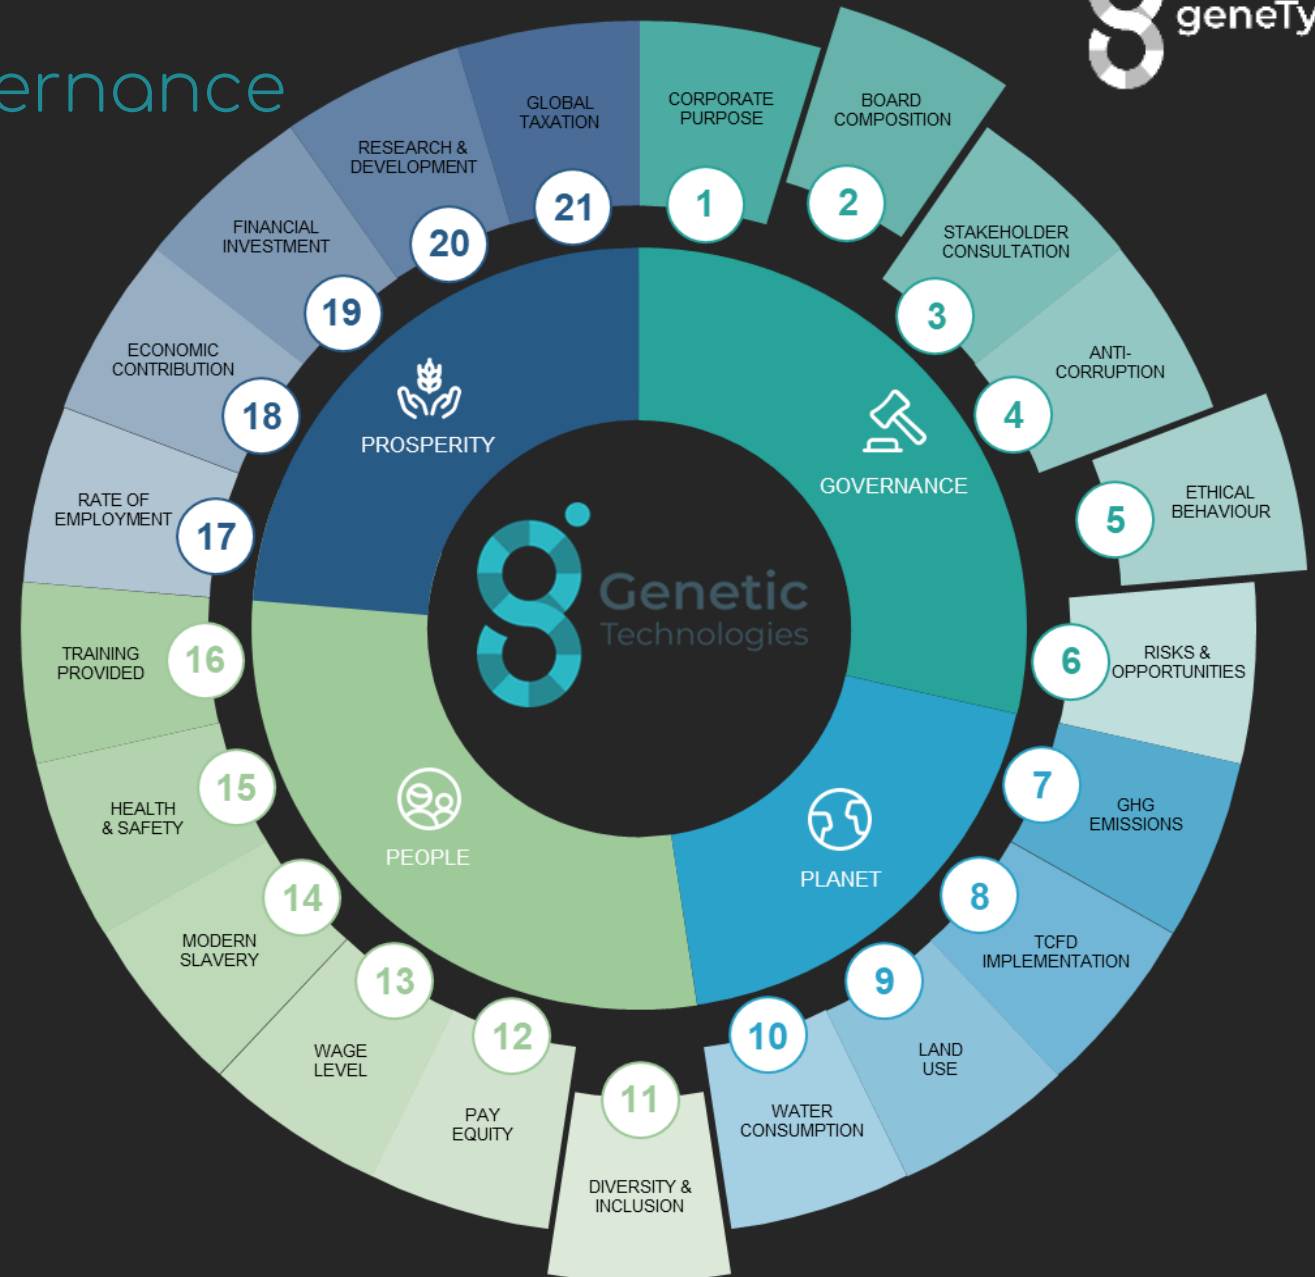 ernance
geneTy
CORPORATE
PURPOSE
1
BOARD
COMPOSITION
2
STAKEHOLDER
CONSULTATION
3
ANTI-
CORRUPTION
4
ETHICAL
BEHAVIOUR
5
RISKS &
OPPORTUNITIES
6
GHG
EMISSIONS
7
TCFD
IMPLEMENTATION
8
LAND
USE
9
WATER
CONSUMPTION
10
DIVERSITY &
INCLUSION
11
PAY
EQUITY
12
WAGE
LEVEL
13
MODERN
SLAVERY
14
HEALTH
& SAFETY
15
TRAINING
PROVIDED
16
RATE OF
EMPLOYMENT
17
ECONOMIC
CONTRIBUTION
18
FINANCIAL
INVESTMENT
19
RESEARCH &
DEVELOPMENT
20
GLOBAL
TAXATION
21
PROSPERITY
GOVERNANCE
PEOPLE
PLANET
Genetic
Technologies